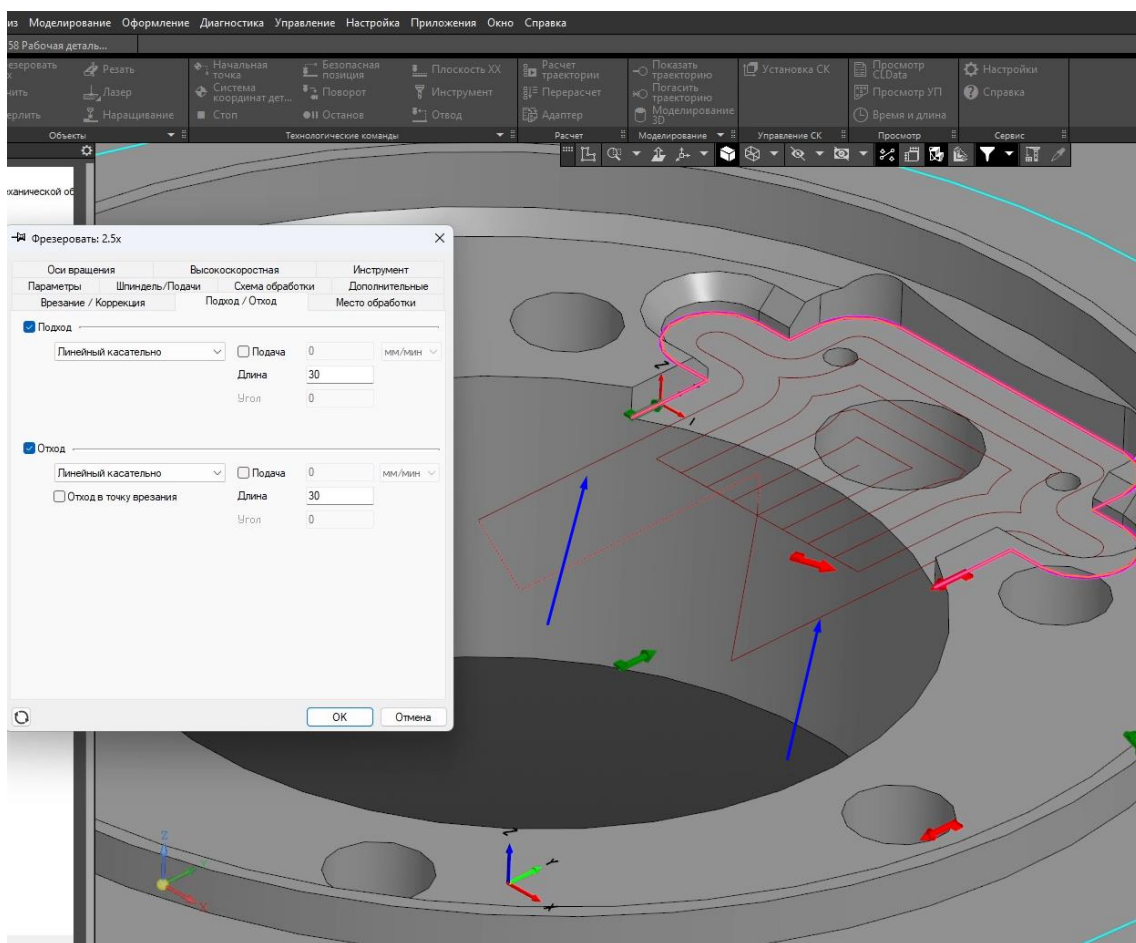 из Моделирование Оформление Диагностика Управление Настройка Приложения Окно Справка
58 Рабочая деталь...
езеровать Резать Начальная точка Безопасная позиция Плоскость XX Расчет траектории Показать траекторию Установка СК Просмотр CLData Настройки
чить Лазер Система координат дет... Поворот Инструмент Перерасчет Погасить траекторию Просмотр УП Справка
ерлить Наращивание Стоп Останов Отвод Адаптер Моделирование 3D Время и длина
Объекты Технологические команды Расчет Моделирование Управление СК Просмотр Сервис
еханической об
Фрезеровать: 2.5x
Оси вращения Высокоскоростная Инструмент
Параметры Шпиндель/Подачи Схема обработки Дополнительные
Врезание / Коррекция Подход / Отход Место обработки
Подход
Линейный касательно Подача 0 мм/мин
Длина 30
Угол 0
Отход
Линейный касательно Подача 0 мм/мин
Отход в точку врезания Длина 30
Угол 0
OK Отмена
Z
Y
X
Z
Y
X